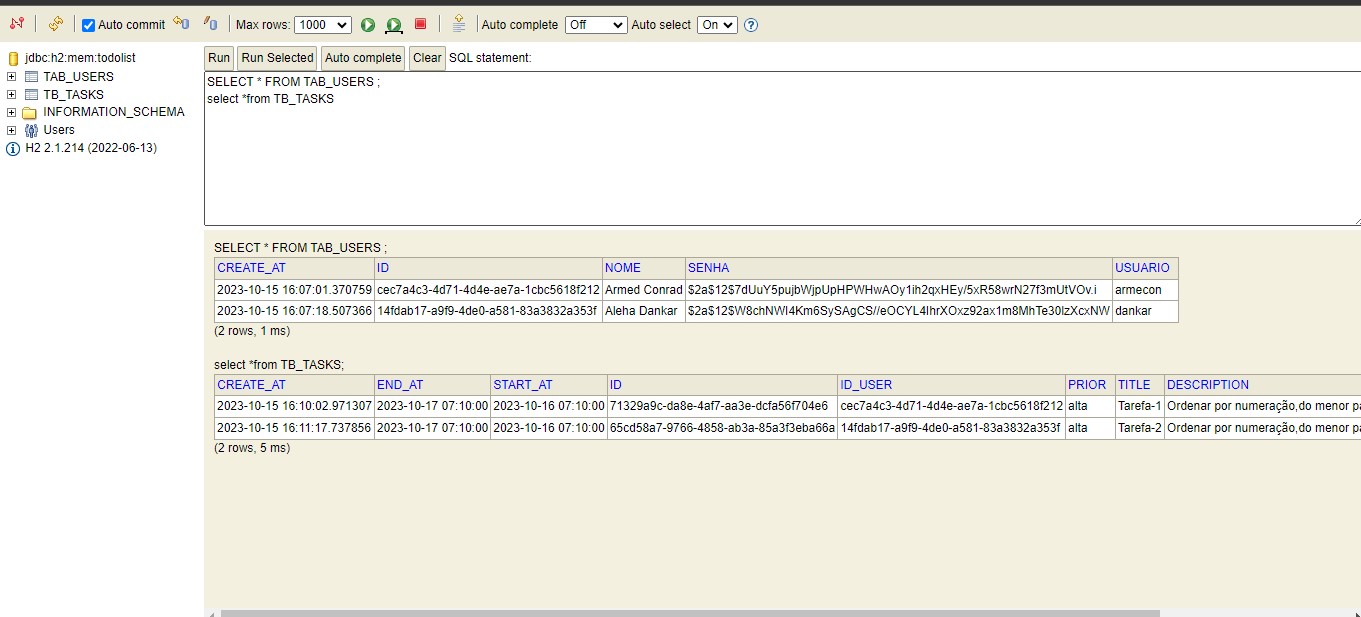 Auto commit Max rows: 1000 Auto complete Off Auto select On
jdbc:h2:mem:todolist
TAB_USERS
TB_TASKS
INFORMATION_SCHEMA
Users
H2 2.1.214 (2022-06-13)
Run Run Selected Auto complete Clear SQL statement:
SELECT * FROM TAB_USERS ;
select *from TB_TASKS
SELECT * FROM TAB_USERS ;
CREATE_AT ID NOME SENHA USUARIO
2023-10-15 16:07:01.370759 cec7a4c3-4d71-4d4e-ae7a-1cbc5618f212 Armed Conrad $2a$12$7dUuY5pujbWjpUpHPWHwAOy1ih2qxHEy/5xR58wrN27f3mUtVOv.i armecon
2023-10-15 16:07:18.507366 14fdab17-a9f9-4de0-a581-83a3832a353f Aleha Dankar $2a$12$W8chNWI4Km6SySAgCS//eOCYL4IhrXOxz92ax1m8MhTe30lzXcxNW dankar
(2 rows, 1 ms)
select *from TB_TASKS;
CREATE_AT END_AT START_AT ID ID_USER PRIOR TITLE DESCRIPTION
2023-10-15 16:10:02.971307 2023-10-17 07:10:00 2023-10-16 07:10:00 71329a9c-da8e-4af7-aa3e-dcfa56f704e6 cec7a4c3-4d71-4d4e-ae7a-1cbc5618f212 alta Tarefa-1 Ordenar por numeração,do menor pa
2023-10-15 16:11:17.737856 2023-10-17 07:10:00 2023-10-16 07:10:00 65cd58a7-9766-4858-ab3a-85a3f3eba66a 14fdab17-a9f9-4de0-a581-83a3832a353f alta Tarefa-2 Ordenar por numeração,do menor pa
(2 rows, 5 ms)